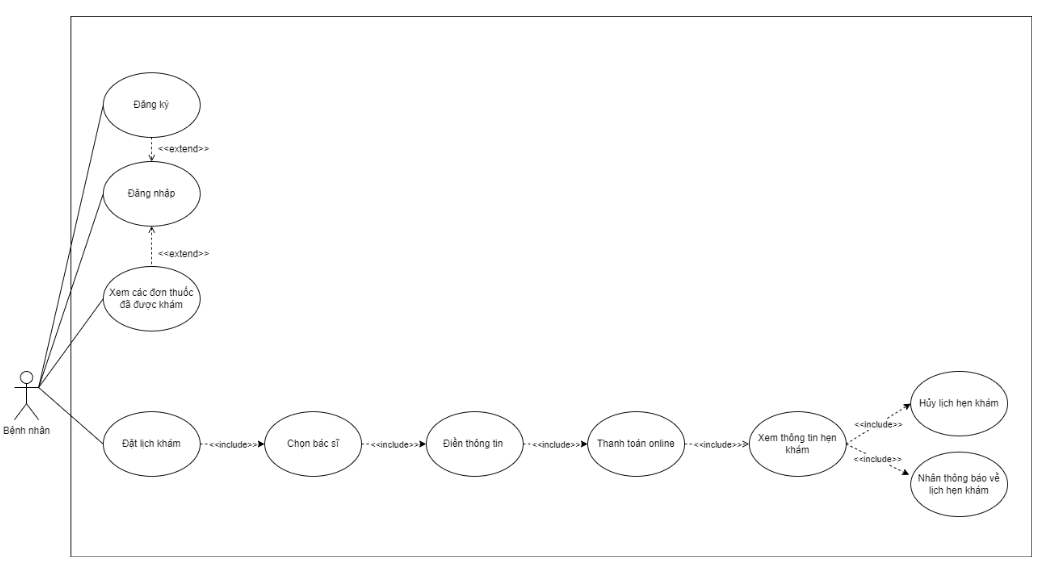 Đăng ký
<<extend>>
Đăng nhập
<<extend>>
Xem các đơn thuốc
đã được khám
Bệnh nhân
Đặt lịch khám
<<include>>
Chọn bác sĩ
<<include>>
Điền thông tin
<<include>>
Thanh toán online
<<include>>
Xem thông tin hẹn
khám
<<include>>
Hủy lịch hẹn khám
<<include>>
Nhân thông báo về
lịch hẹn khám